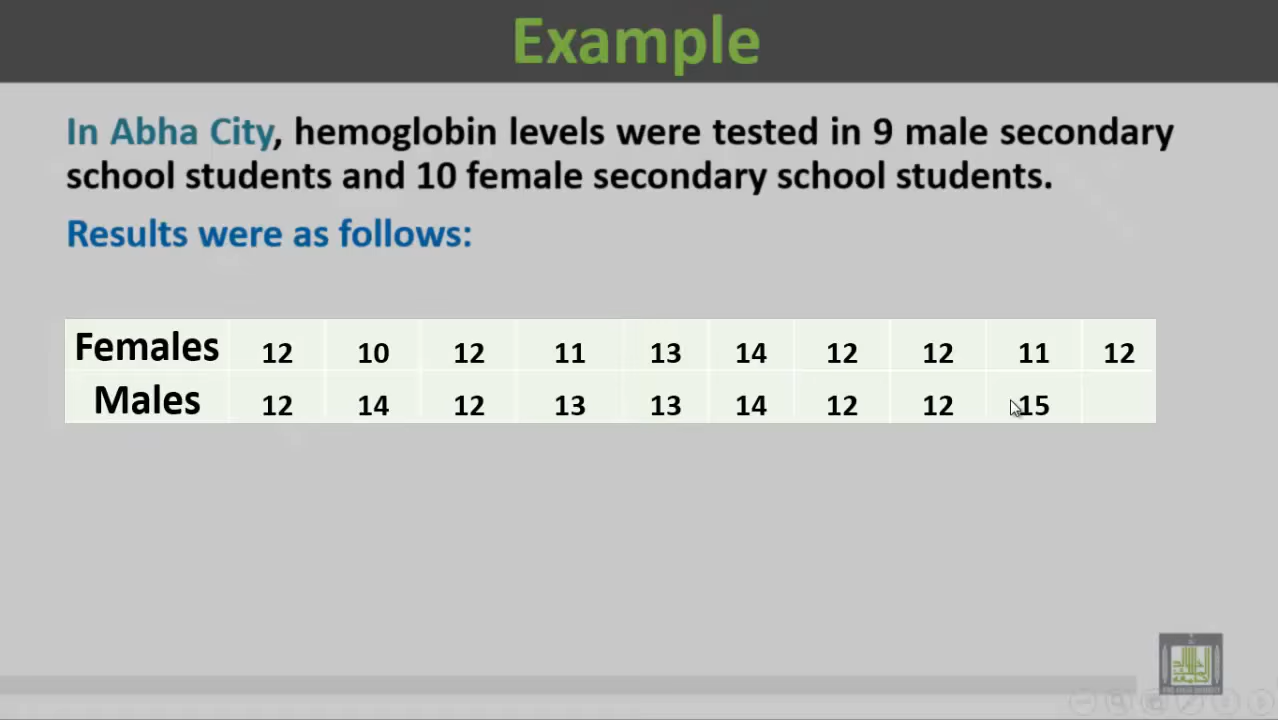 Example
In Abha City, hemoglobin levels were tested in 9 male secondary
school students and 10 female secondary school students.
Results were as follows:
Females 12 10 12 11 13 14 12 12 11 12
Males 12 14 12 13 13 14 12 12 15